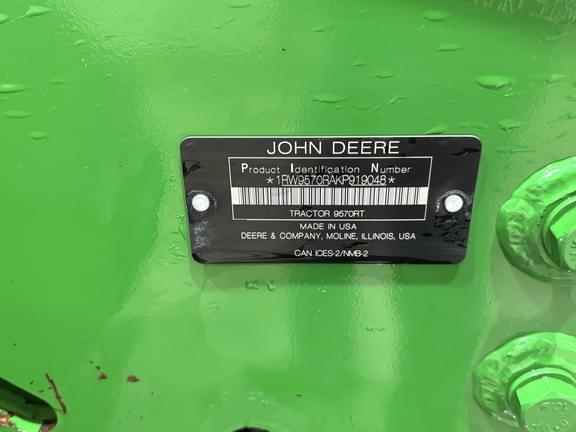 JOHN DEERE
Product Identification Number
*1RW9570RAKP919048*
TRACTOR 9570RT
MADE IN USA
DEERE & COMPANY, MOLINE, ILLINOIS, USA
CAN ICES-2/NMB-2